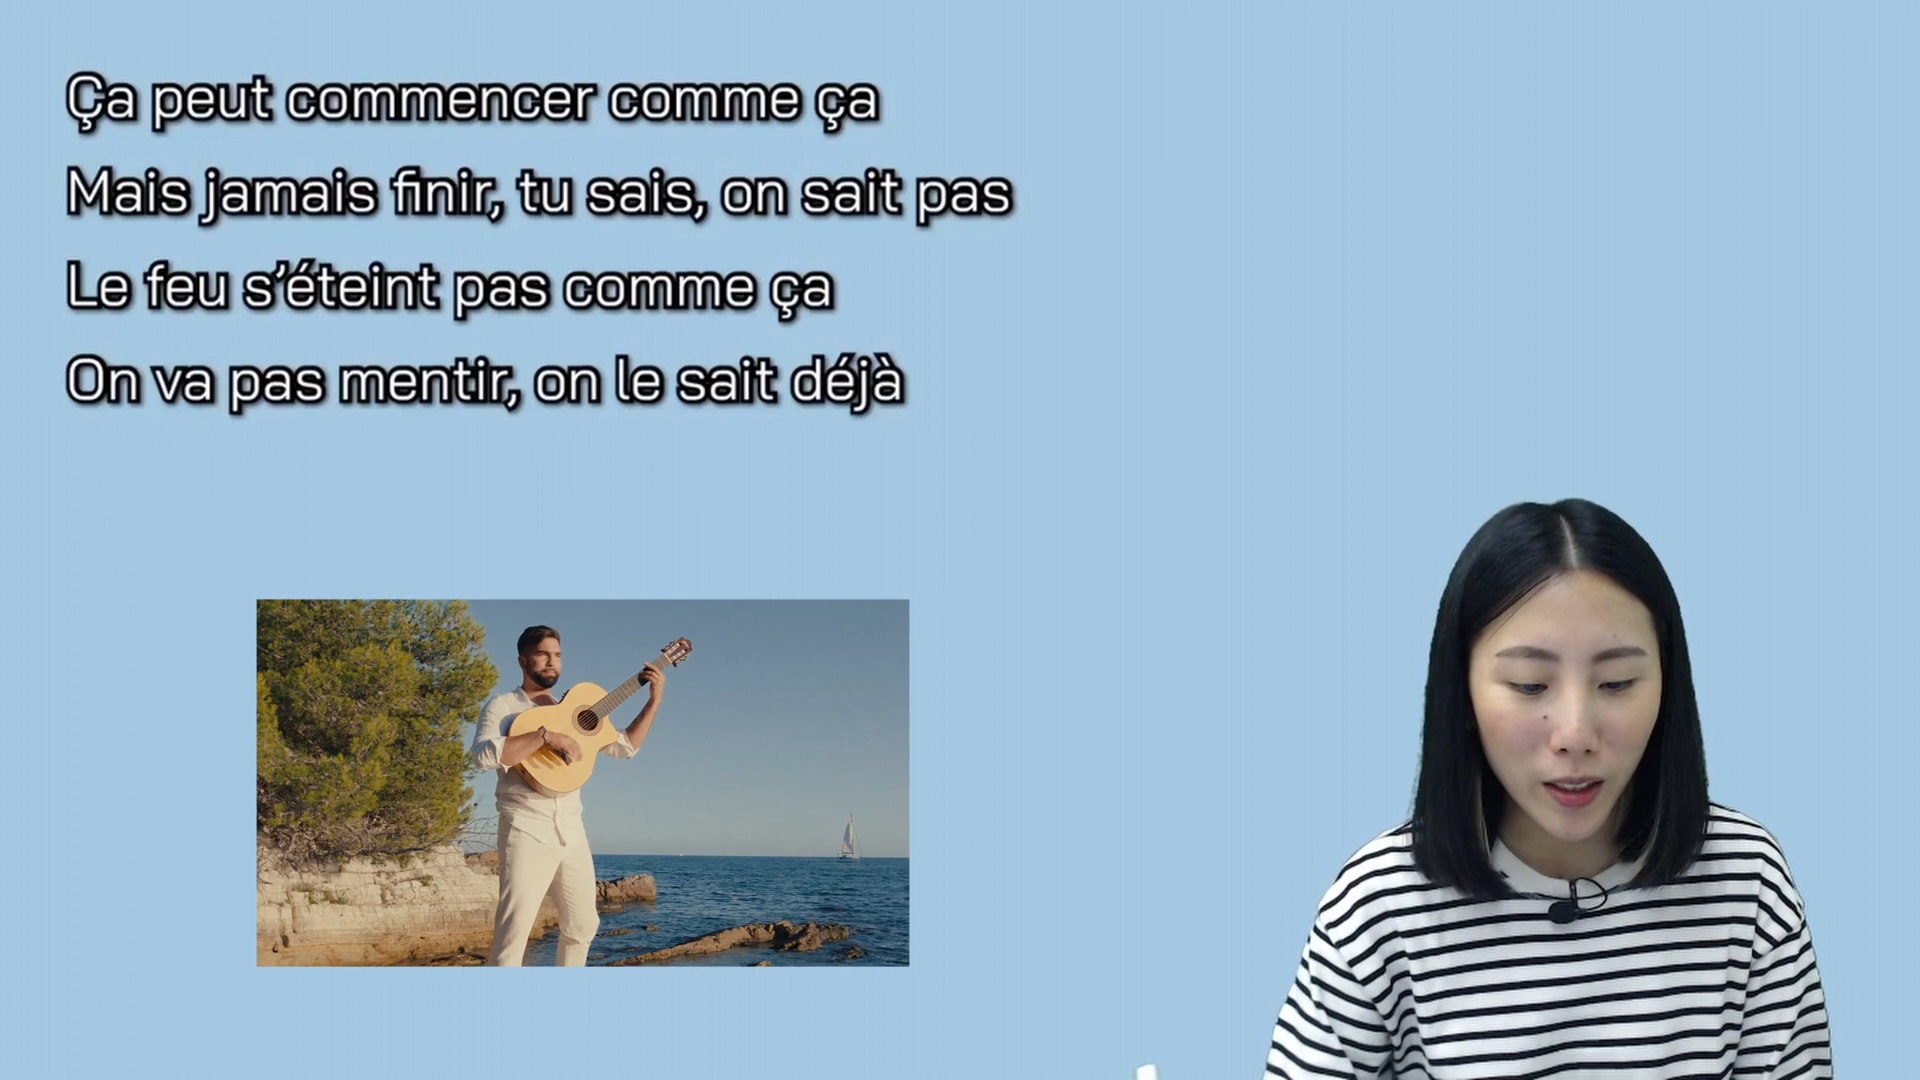 Ça peut commencer comme ça
Mais jamais finir, tu sais, on sait pas
Le feu s’éteint pas comme ça
On va pas mentir, on le sait déjà